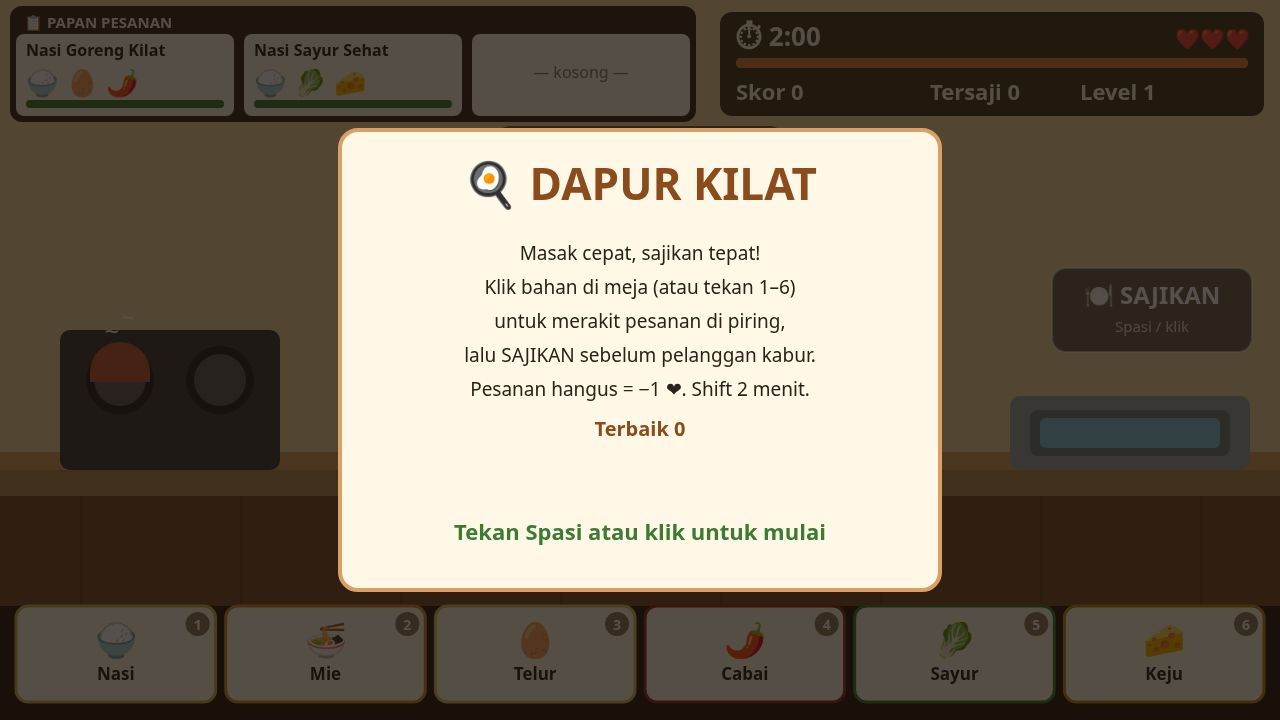 PAPAN PESANAN
Nasi Goreng Kilat
Nasi Sayur Sehat
— kosong —
2:00
Skor 0
Tersaji 0
Level 1
DAPUR KILAT
Masak cepat, sajikan tepat!
Klik bahan di meja (atau tekan 1–6)
untuk merakit pesanan di piring,
lalu SAJIKAN sebelum pelanggan kabur.
Pesanan hangus = −1 ❤. Shift 2 menit.
Terbaik 0
Tekan Spasi atau klik untuk mulai
SAJIKAN
Spasi / klik
1
Nasi
2
Mie
3
Telur
4
Cabai
5
Sayur
6
Keju